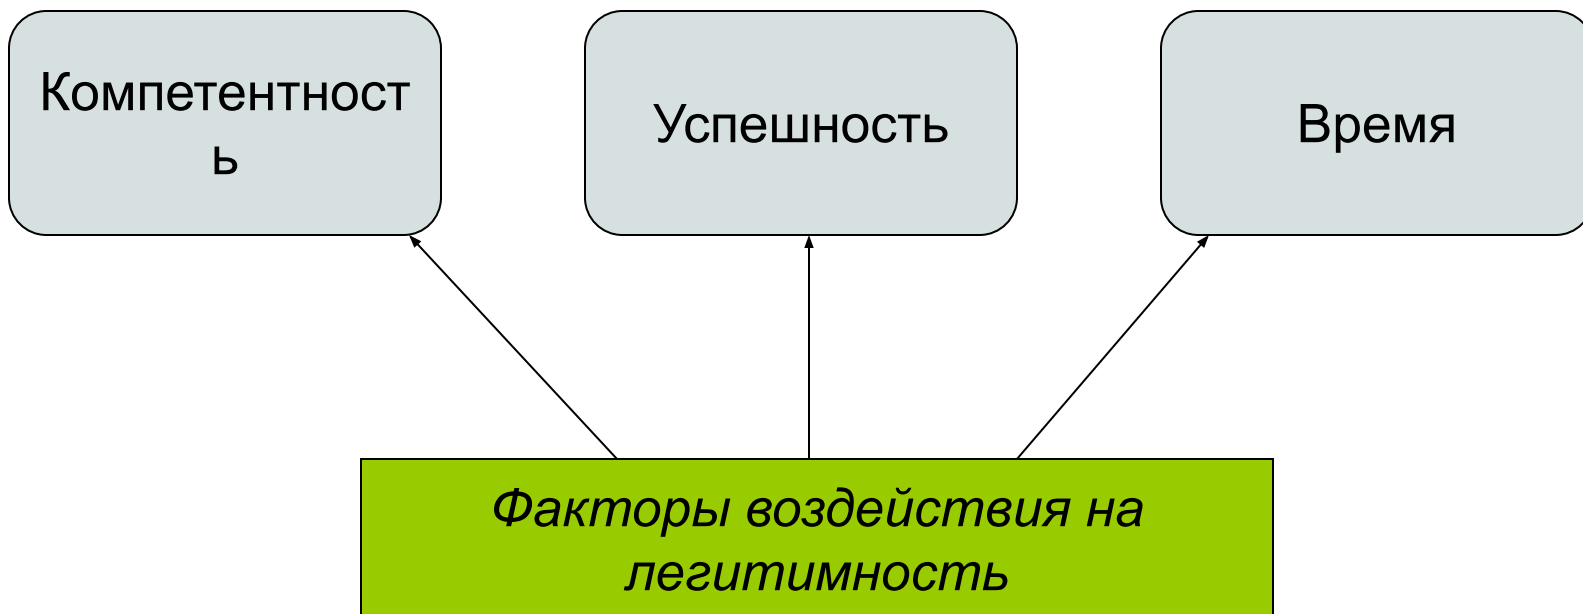 Компетентност
ь
Успешность
Время
Факторы воздействия на
легитимность